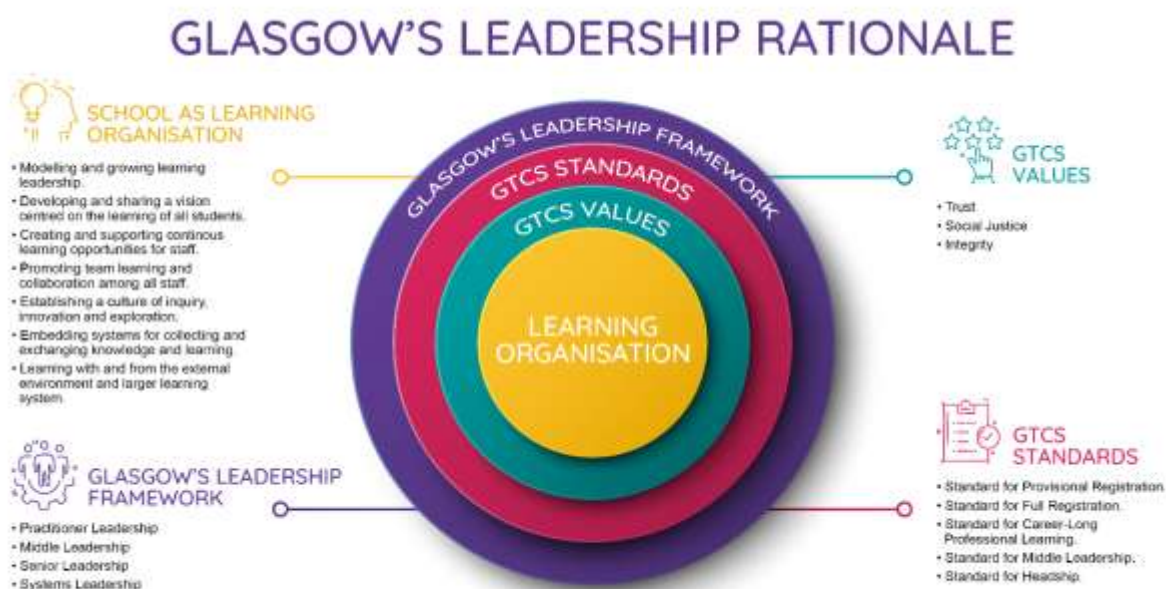 GLASGOW'S LEADERSHIP RATIONALE
SCHOOL AS LEARNING
ORGANISATION
• Modelling and growing learning
leadership.
• Developing and sharing a vision
centred on the learning of all students.
• Creating and supporting continous
learning opportunities for staff.
• Promoting team learning and
collaboration among all staff.
• Establishing a culture of inquiry,
innovation and exploration.
• Embedding systems for collecting and
exchanging knowledge and learning
• Learning with and from the external
environment and larger learning
system.
GLASGOW'S LEADERSHIP
FRAMEWORK
• Practitioner Leadership
• Middle Leadership
• Senior Leadership
• Systems Leadership
GLASGOW'S LEADERSHIP FRAMEWORK
GTCS STANDARDS
GTCS VALUES
LEARNING
ORGANISATION
GTCS
VALUES
• Trust
• Social Justice
• Integrity
GTCS
STANDARDS
• Standard for Provisional Registration.
• Standard for Full Registration.
• Standard for Career-Long
Professional Learning.
• Standard for Middle Leadership.
• Standard for Headship